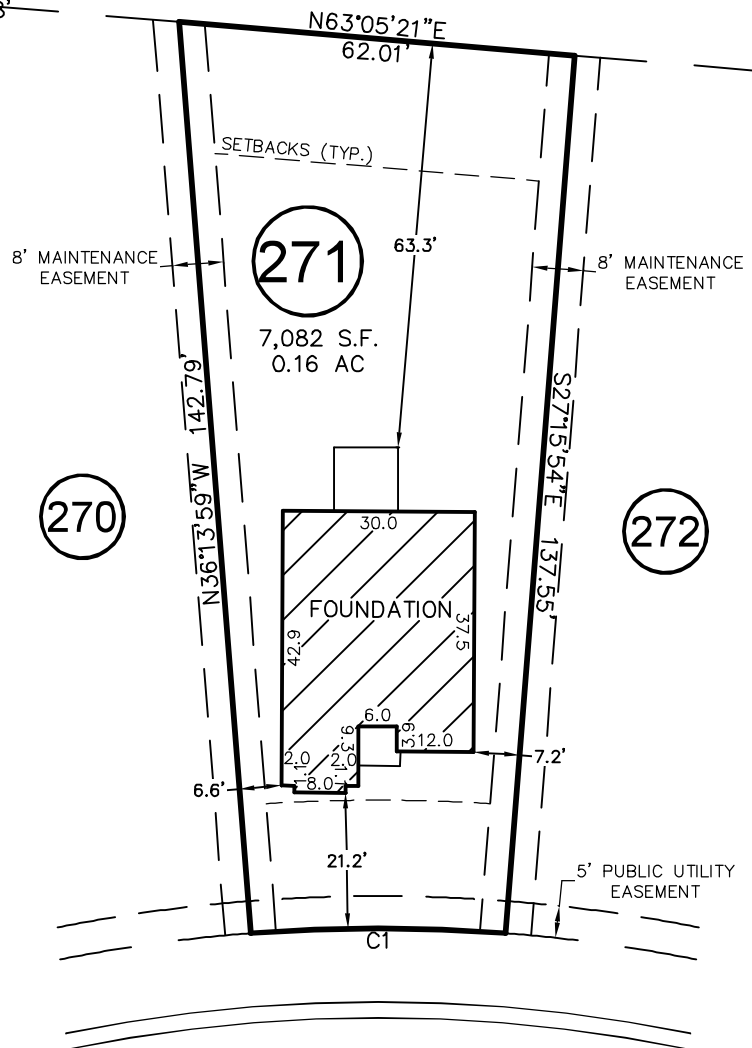 8'
N63°05'21"E
62.01'
SETBACKS (TYP.)
63.3'
271
7,082 S.F.
0.16 AC
8' MAINTENANCE
EASEMENT
8' MAINTENANCE
EASEMENT
N36°13'59"W 142.79'
S27°15'54"E 137.55'
270
272
30.0
FOUNDATION
42.9
37.5
6.0
9.3
3.9
12.0
2.0
2.0
1.1
1.1
8.0
6.6'
7.2'
21.2'
5' PUBLIC UTILITY
EASEMENT
C1